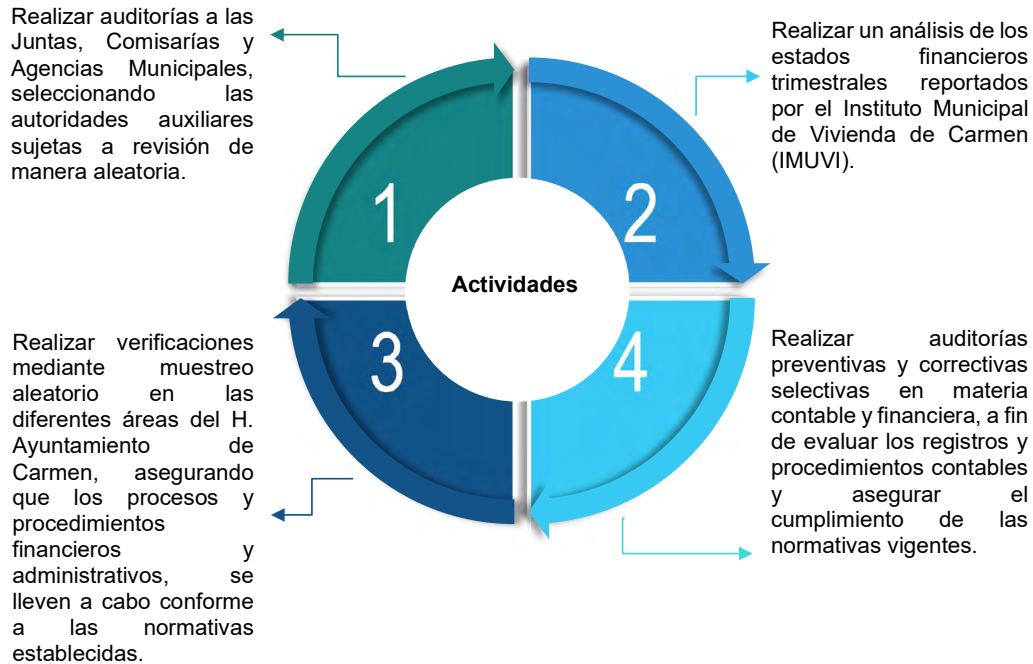 Realizar auditorías a las
Juntas, Comisarías y
Agencias Municipales,
seleccionando las
autoridades auxiliares
sujetas a revisión de
manera aleatoria.
1
Realizar un análisis de los
estados financieros
trimestrales reportados
por el Instituto Municipal
de Vivienda de Carmen
(IMUVI).
2
Actividades
Realizar verificaciones
mediante muestreo
aleatorio en las
diferentes áreas del H.
Ayuntamiento de
Carmen, asegurando
que los procesos y
procedimientos
financieros y
administrativos, se
lleven a cabo conforme
a las normativas
establecidas.
3
Realizar auditorías
preventivas y correctivas
selectivas en materia
contable y financiera, a fin
de evaluar los registros y
procedimientos contables
y asegurar el
cumplimiento de las
normativas vigentes.
4